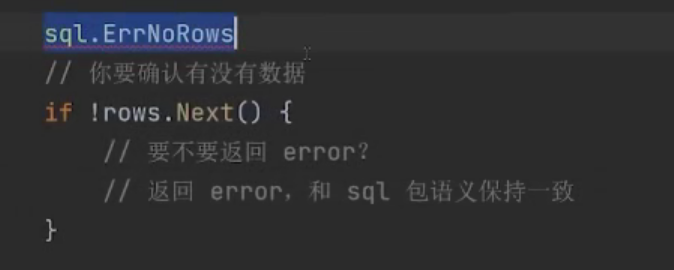 sql.ErrNoRows
// 你要确认有没有数据
if !rows.Next() {
// 要不要返回 error?
// 返回 error，和 sql 包语义保持一致
}